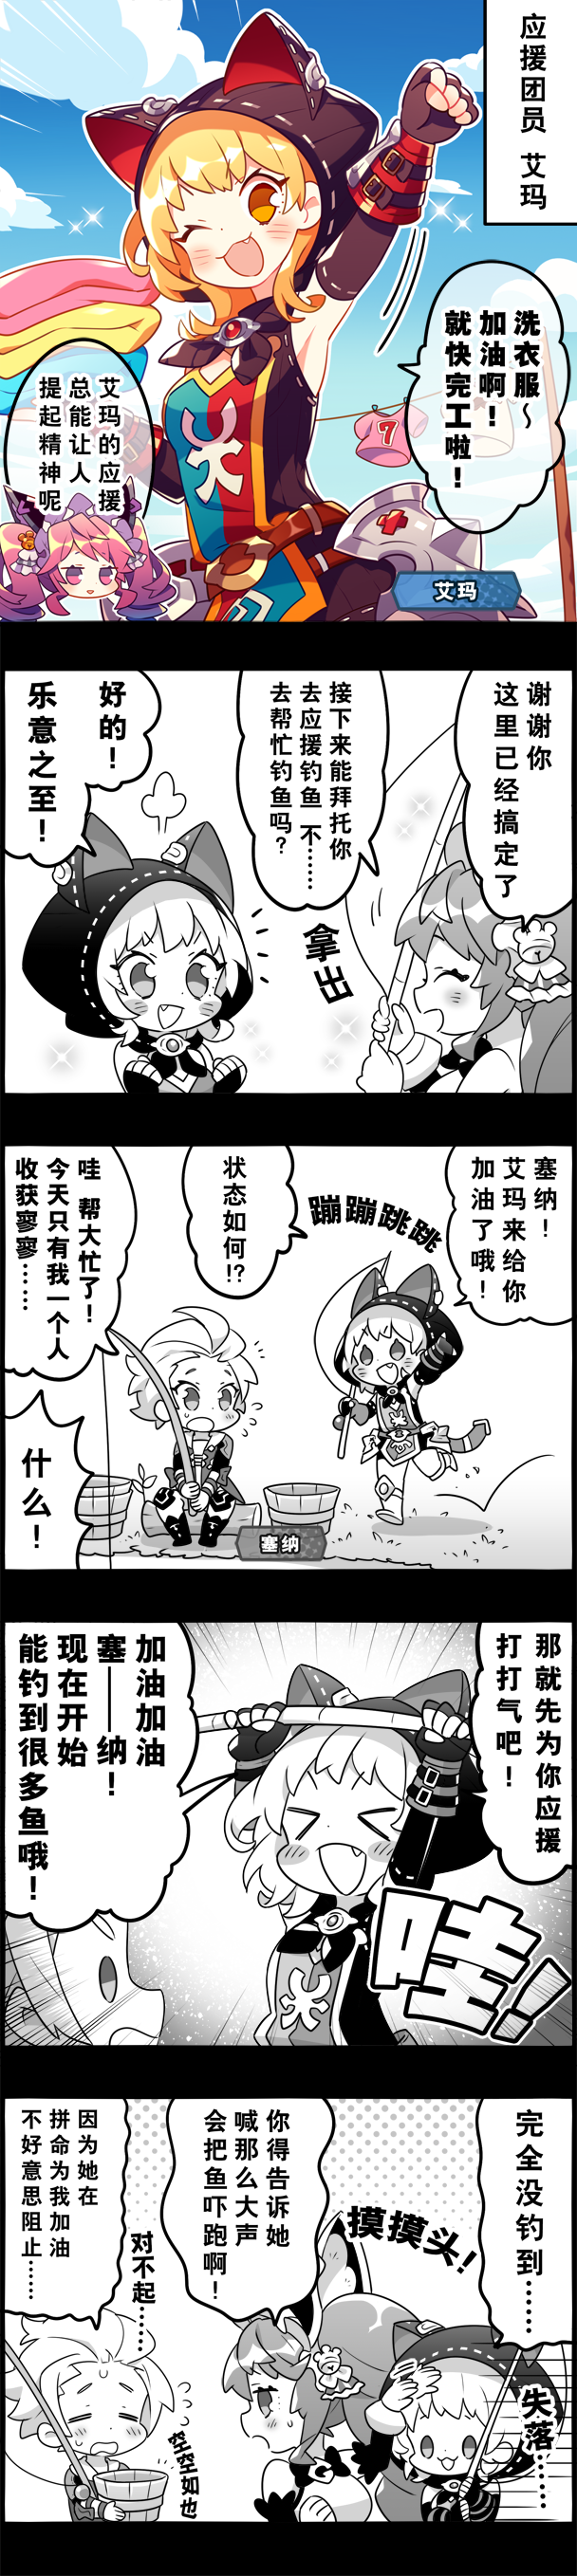 应援团员 艾玛
洗衣服～
加油啊！
就快完工啦！
艾玛的应援
总能让人
提起精神呢
7
艾玛
谢谢你
这里已经搞定了
接下来能拜托你
去应援钓鱼 不……
去帮忙钓鱼吗？
拿出
好的！
乐意之至！
塞纳！
艾玛来给你
加油了哦！
蹦蹦跳跳
状态如何!?
哇 帮大忙了！
今天只有我一个人
收获寥寥……
什么！
塞纳
那就先为你应援
打打气吧！
加油加油
塞——纳！
现在开始
能钓到很多鱼哦！
哇！
完全没钓到……
失落……
摸摸头！
你得告诉她
喊那么大声
会把鱼吓跑啊！
对不起……
因为她在
拼命为我加油
不好意思阻止……
空空如也